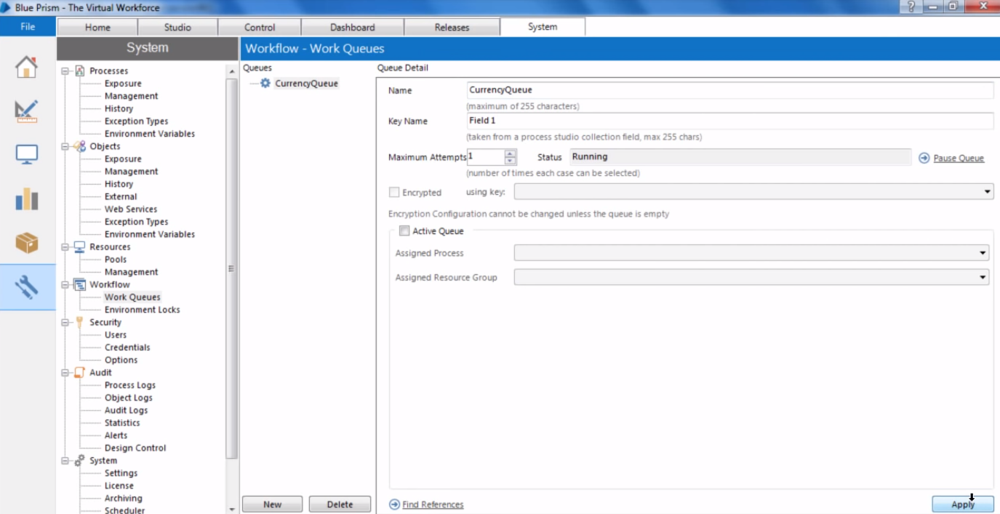 Blue Prism - The Virtual Workforce
File
Home
Studio
Control
Dashboard
Releases
System
System
Processes
Exposure
Management
History
Exception Types
Environment Variables
Objects
Exposure
Management
History
External
Web Services
Exception Types
Environment Variables
Resources
Pools
Management
Workflow
Work Queues
Environment Locks
Security
Users
Credentials
Options
Audit
Process Logs
Object Logs
Audit Logs
Statistics
Alerts
Design Control
System
Settings
License
Archiving
Scheduler
Workflow - Work Queues
Queues
CurrencyQueue
New
Delete
Queue Detail
Name CurrencyQueue
(maximum of 255 characters)
Key Name Field 1
(taken from a process studio collection field, max 255 chars)
Maximum Attempts 1 Status Running Pause Queue
(number of times each case can be selected)
Encrypted using key:
Encryption Configuration cannot be changed unless the queue is empty
Active Queue
Assigned Process
Assigned Resource Group
Find References
Apply